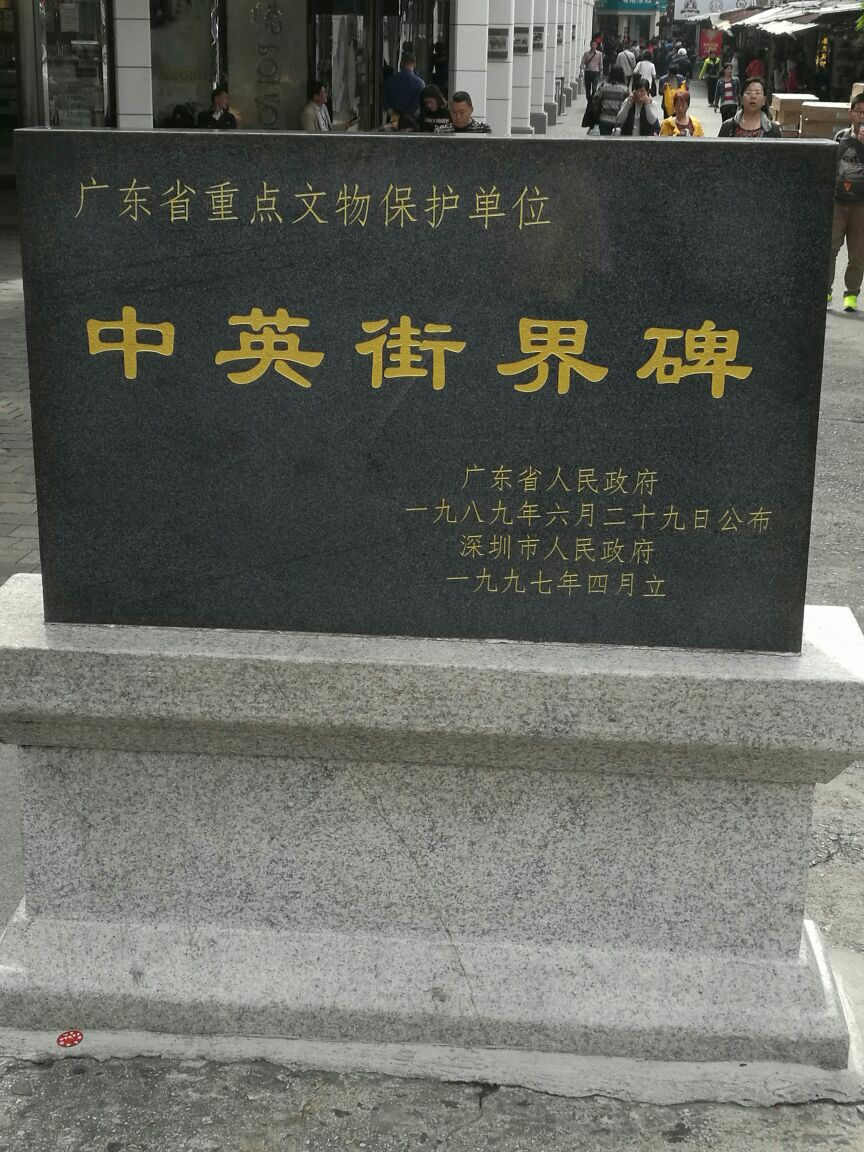 广东省重点文物保护单位
中英街界碑
广东省人民政府
一九八九年六月二十九日公布
深圳市人民政府
一九九七年四月立